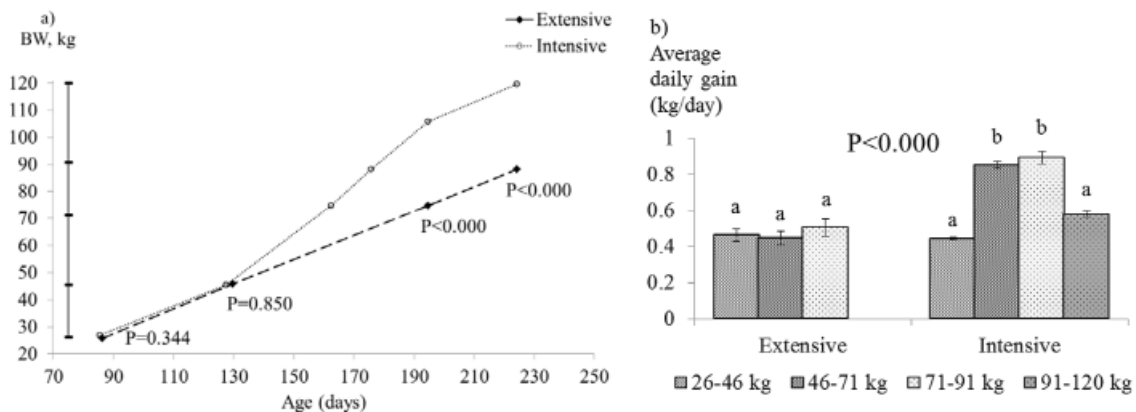 a)
BW, kg
Extensive
Intensive
120
110
100
90
80
70
60
50
40
30
20
P=0.344
P=0.850
P<0.000
P<0.000
70 90 110 130 150 170 190 210 230 250
Age (days)
b)
Average
daily gain
(kg/day)
1
0.8
0.6
0.4
0.2
0
P<0.000
a a a a b b a
Extensive Intensive
26-46 kg 46-71 kg 71-91 kg 91-120 kg